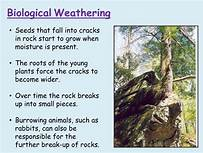 Biological Weathering
• Seeds that fall into cracks
in rock start to grow when
moisture is present.
• The roots of the young
plants force the cracks to
become wider.
• Over time the rock breaks
up into small pieces.
• Burrowing animals, such as
rabbits, can also be
responsible for the
further break-up of rocks.